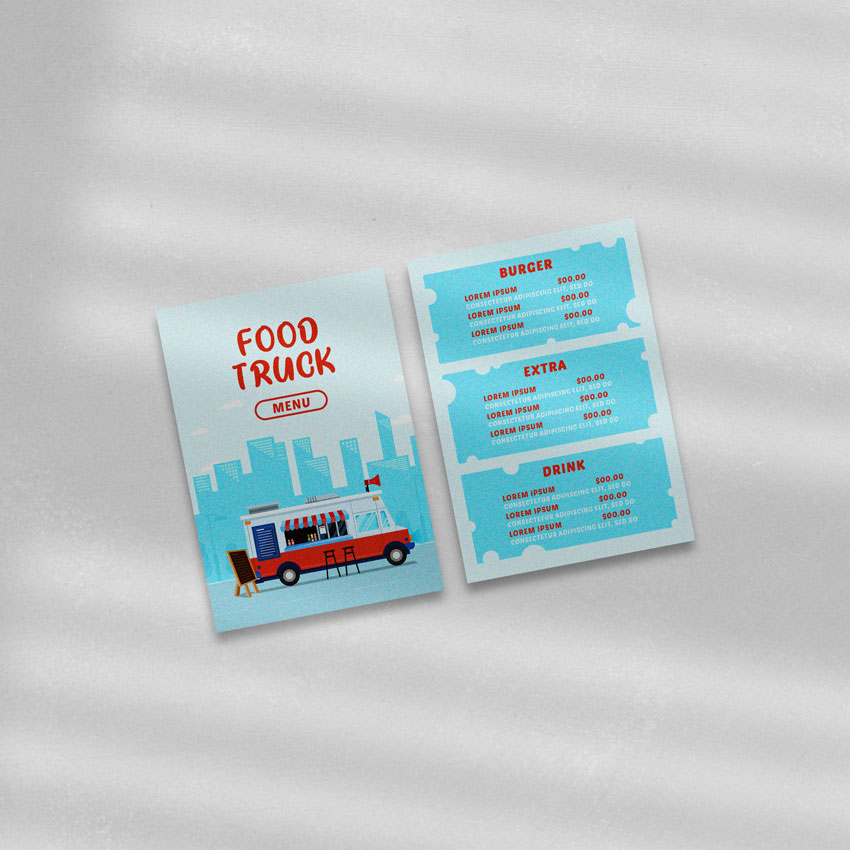 FOOD
TRUCK
MENU
BURGER
LOREM IPSUM $00.00
CONSECTETUR ADIPISCING ELIT, SED DO
LOREM IPSUM $00.00
CONSECTETUR ADIPISCING ELIT, SED DO
LOREM IPSUM $00.00
CONSECTETUR ADIPISCING ELIT, SED DO
EXTRA
LOREM IPSUM $00.00
CONSECTETUR ADIPISCING ELIT, SED DO
LOREM IPSUM $00.00
CONSECTETUR ADIPISCING ELIT, SED DO
LOREM IPSUM $00.00
CONSECTETUR ADIPISCING ELIT, SED DO
DRINK
LOREM IPSUM $00.00
CONSECTETUR ADIPISCING ELIT, SED DO
LOREM IPSUM $00.00
CONSECTETUR ADIPISCING ELIT, SED DO
LOREM IPSUM $00.00
CONSECTETUR ADIPISCING ELIT, SED DO